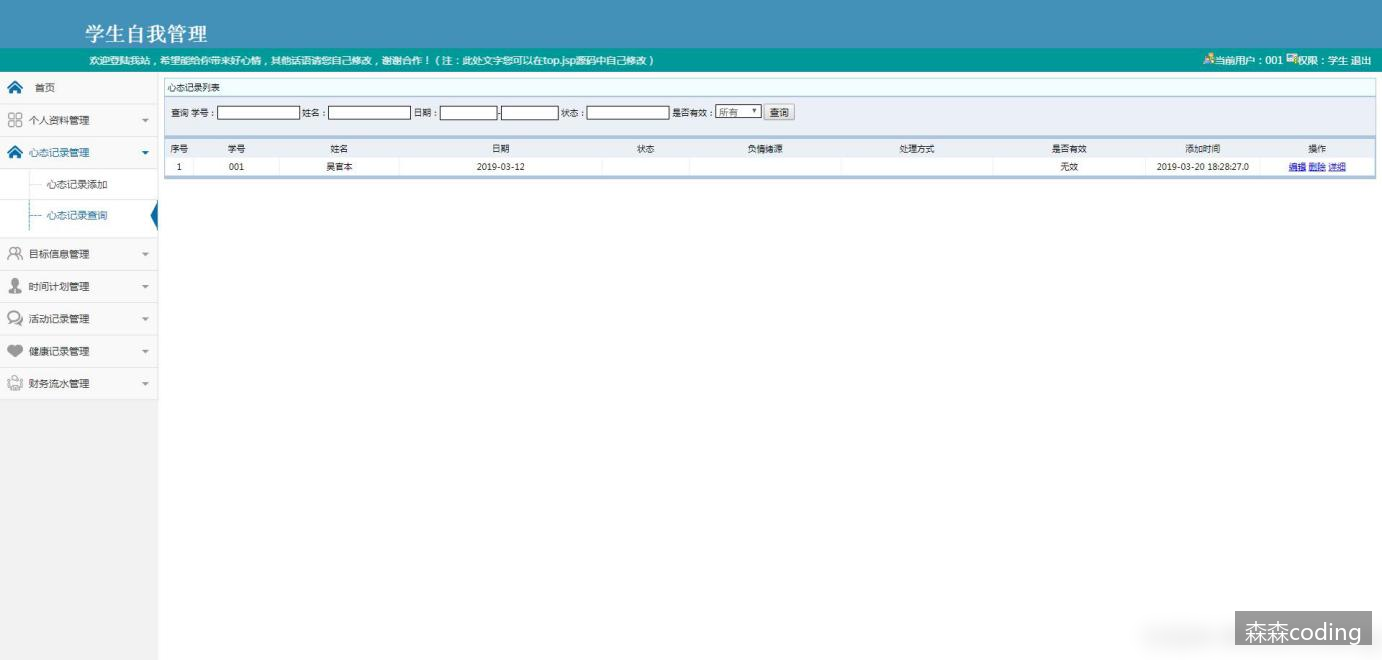 学生自我管理
欢迎登陆我站，希望能给你带来好心情，其他话语请您自己修改，谢谢合作！（注：此处文字您可以在top.jsp源码中自己修改）
当前用户：001 权限：学生 退出
首页
个人资料管理
心态记录管理
心态记录添加
心态记录查询
目标信息管理
时间计划管理
活动记录管理
健康记录管理
财务流水管理
心态记录列表
查询 学号： 姓名： 日期： - 状态： 是否有效： 所有 查询
序号 学号 姓名 日期 状态 负情绪源 处理方式 是否有效 添加时间 操作
1 001 吴官本 2019-03-12 无效 2019-03-20 18:28:27.0 编辑 删除 详细
森森coding